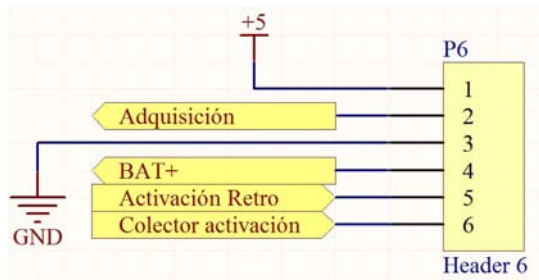 +5
P6
1
Adquisición 2
3
BAT+ 4
Activación Retro 5
Colector activación 6
GND
Header 6